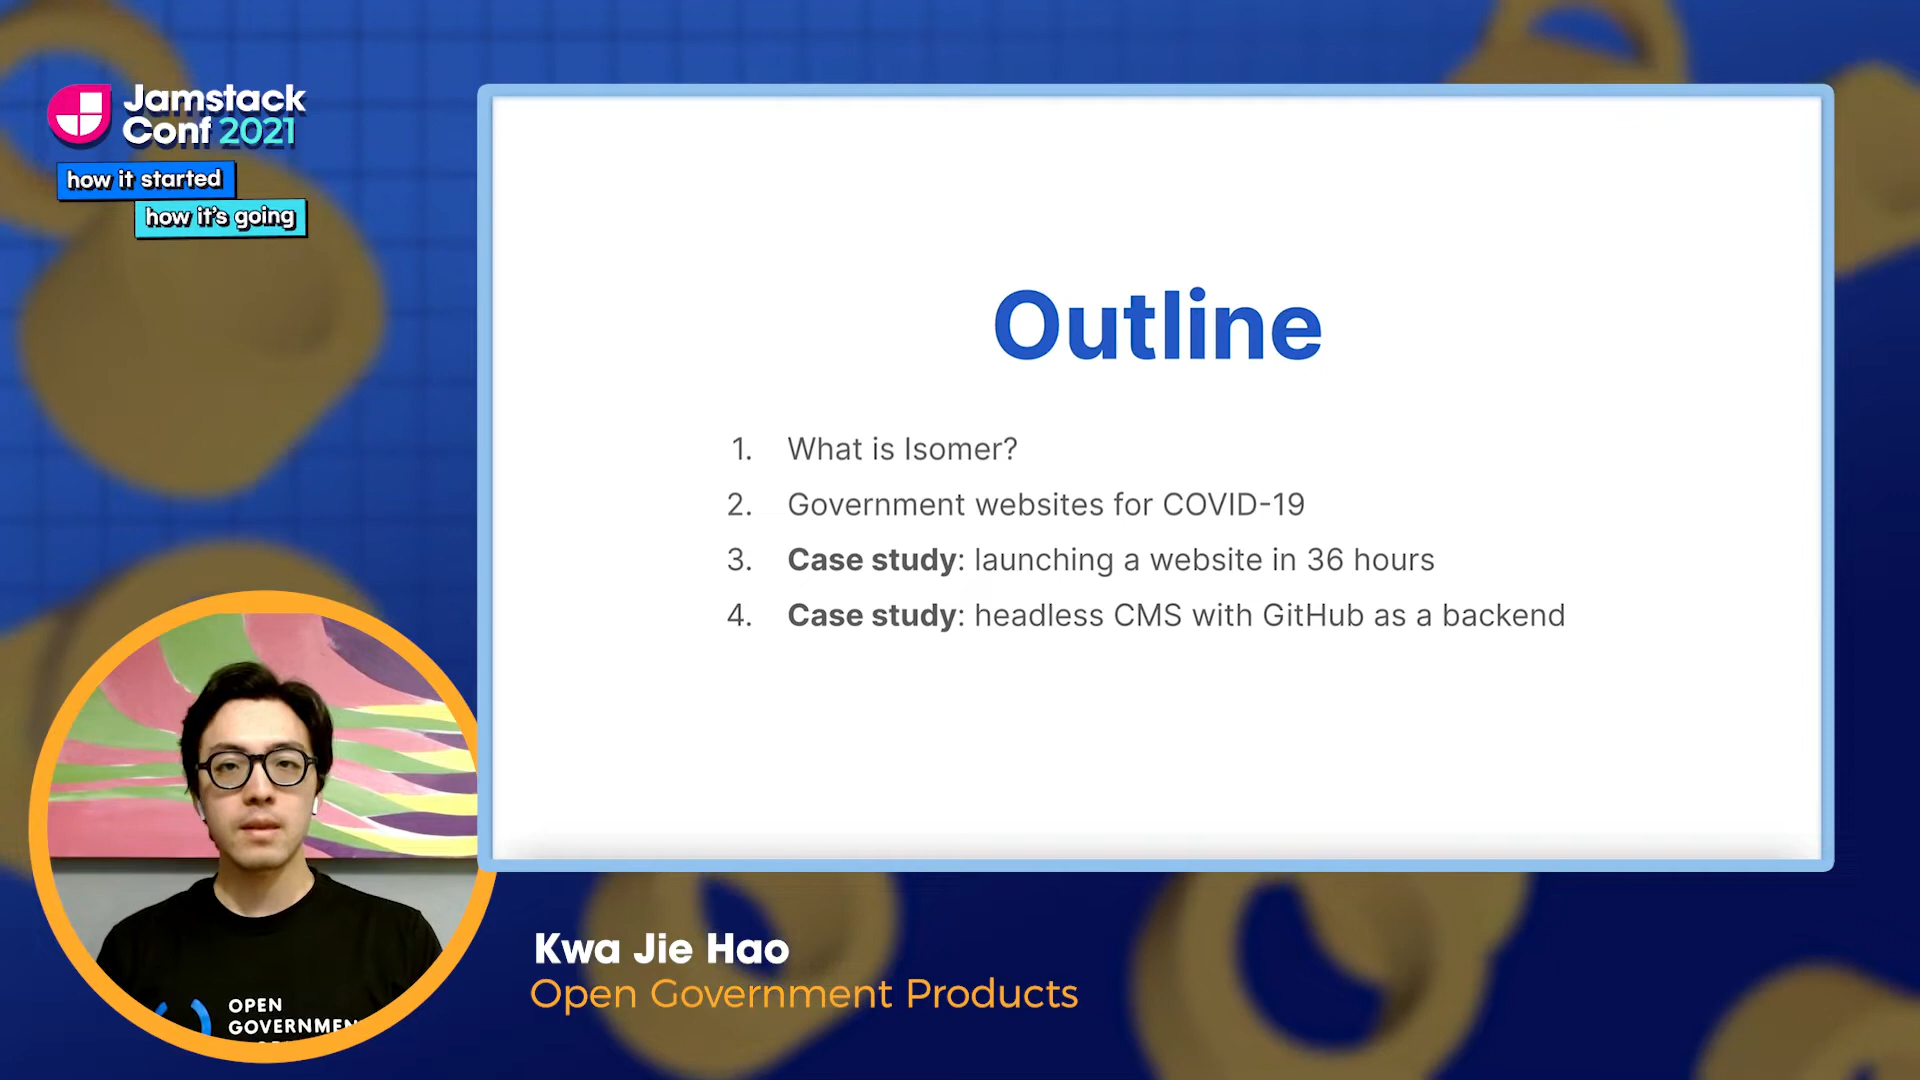 Jamstack
Conf 2021
how it started
how it's going
Outline
1. What is Isomer?
2. Government websites for COVID-19
3. Case study: launching a website in 36 hours
4. Case study: headless CMS with GitHub as a backend
Kwa Jie Hao
Open Government Products
OPEN
GOVERNMEN